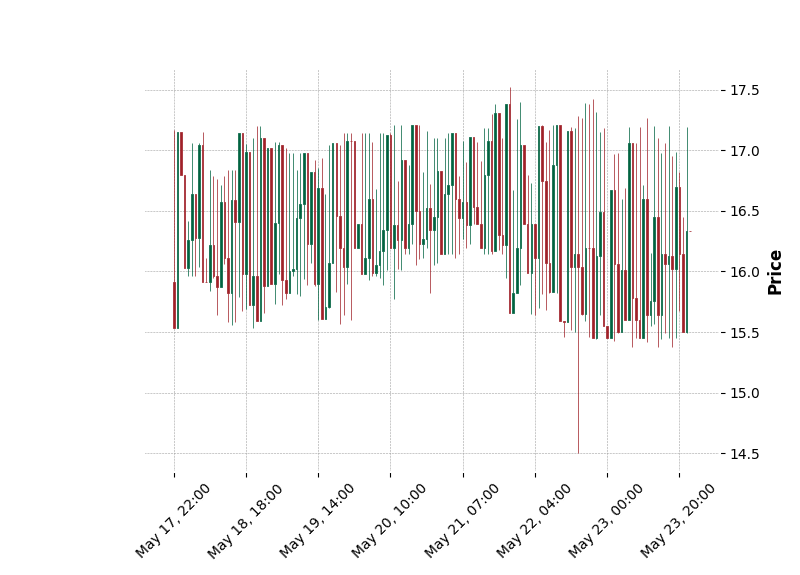 17.5
17.0
16.5
16.0
15.5
15.0
14.5
Price
May 17, 22:00
May 18, 18:00
May 19, 14:00
May 20, 10:00
May 21, 07:00
May 22, 04:00
May 23, 00:00
May 23, 20:00